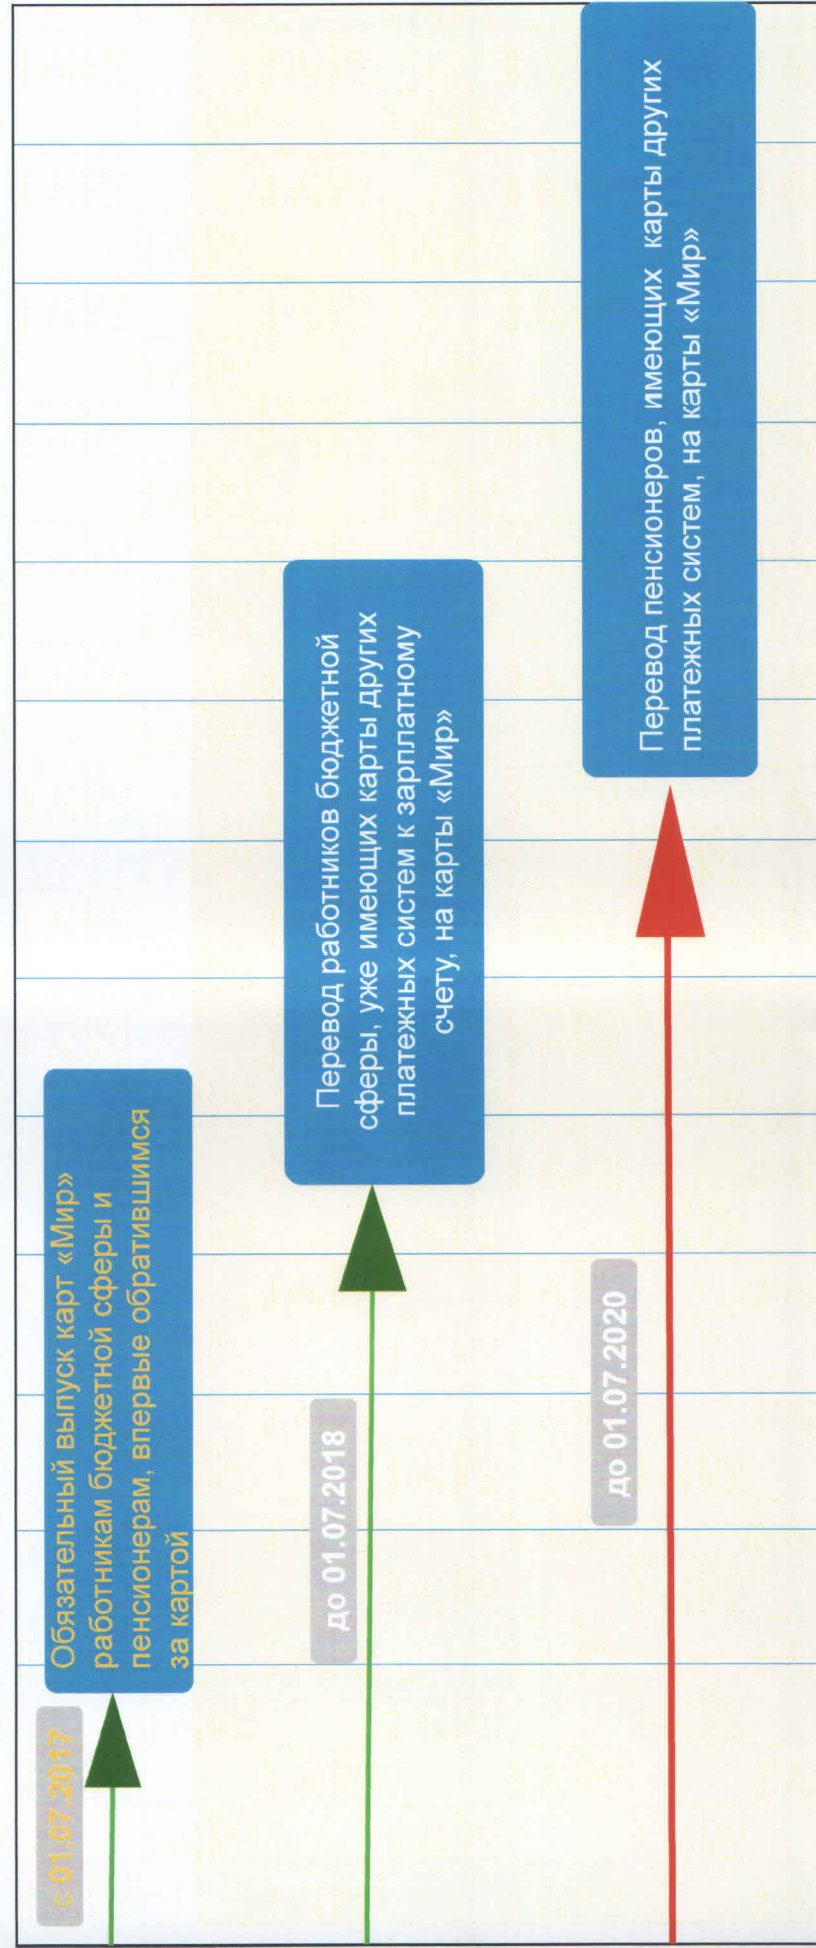 с 01.07.2017
Обязательный выпуск карт «Мир»
работникам бюджетной сферы и
пенсионерам, впервые обратившимся
за картой
до 01.07.2018
Перевод работников бюджетной
сферы, уже имеющих карты других
платежных систем к зарплатному
счету, на карты «Мир»
до 01.07.2020
Перевод пенсионеров, имеющих карты других
платежных систем, на карты «Мир»